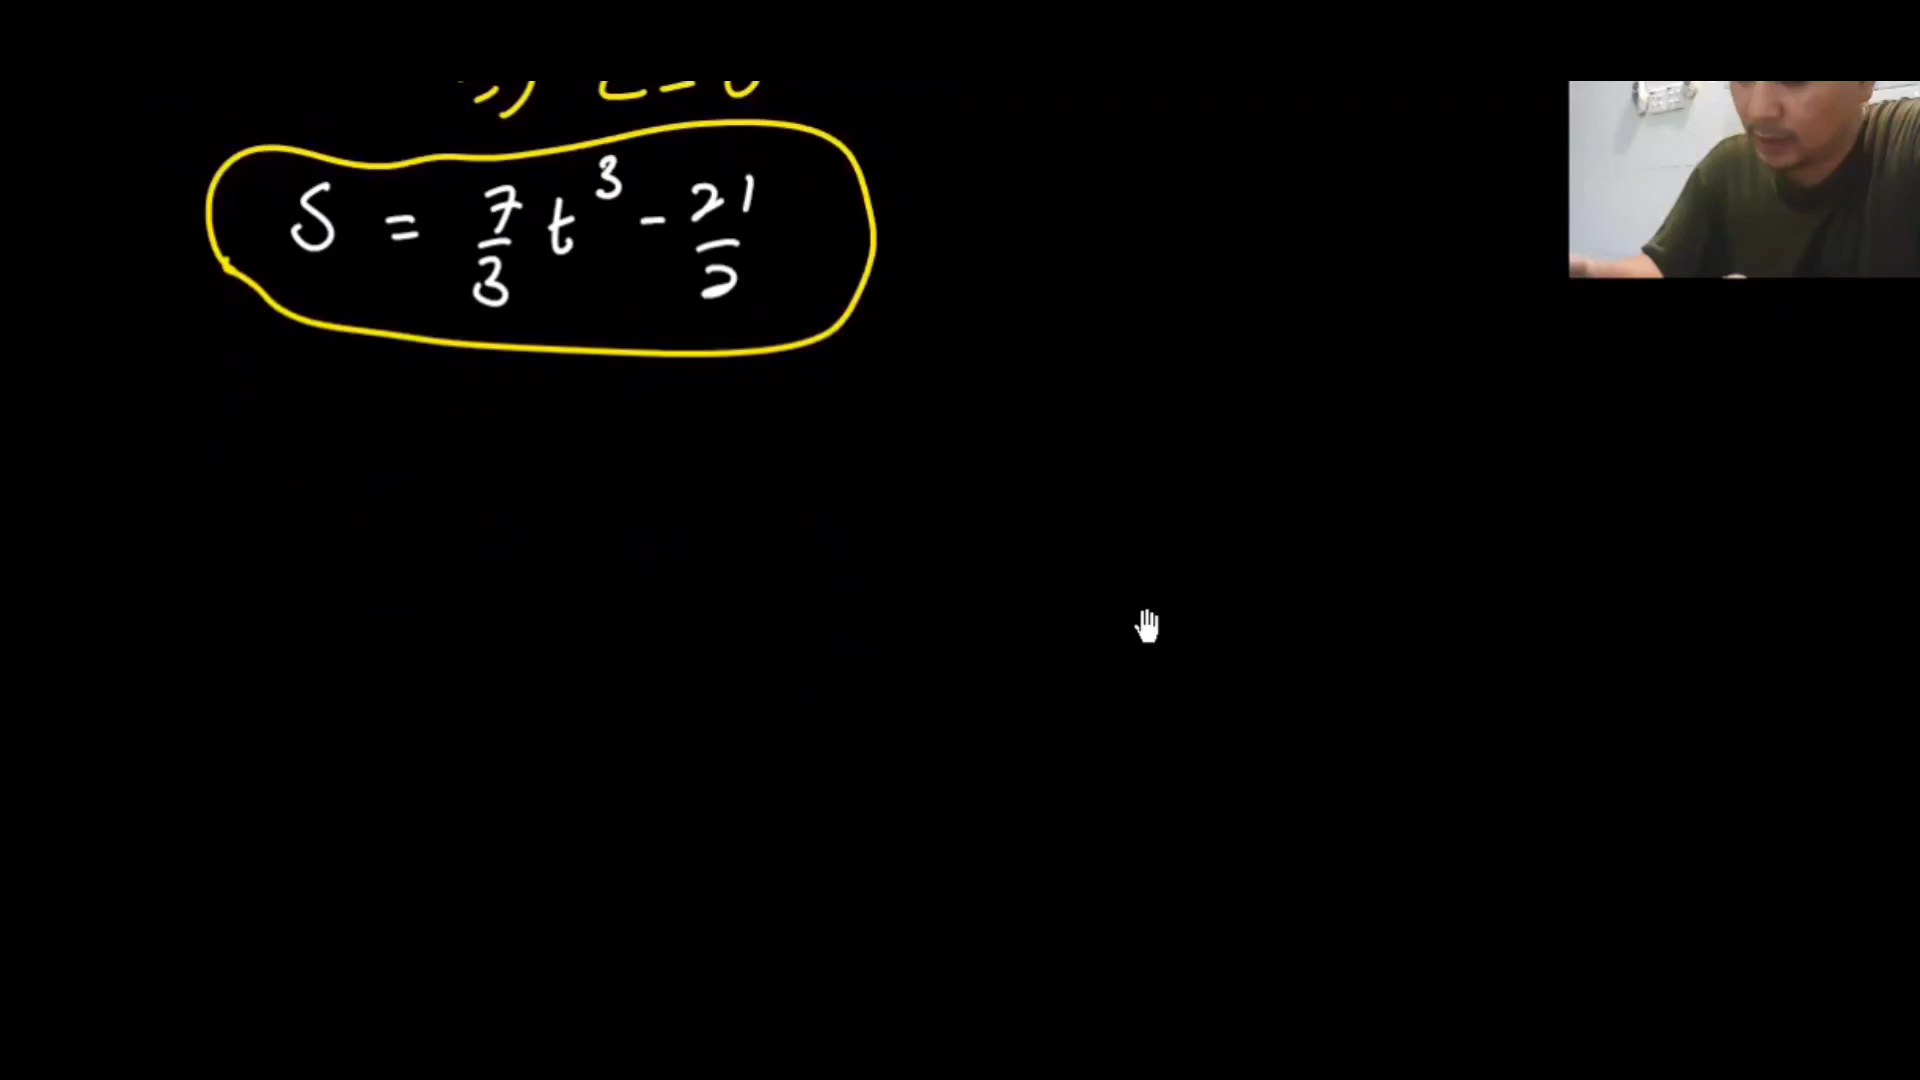 S = 7/3 t³ - 21/2